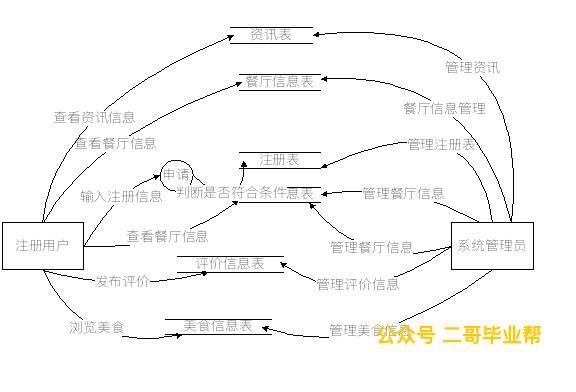 资讯表
管理资讯
餐厅信息表
餐厅信息管理
查看资讯信息
查看餐厅信息
管理注册表
注册表
申请
输入注册信息
判断是否符合条件
息表
管理餐厅信息
查看餐厅信息
注册用户
系统管理员
管理餐厅信息
评价信息表
发布评价
管理评价信息
浏览美食
美食信息表
管理美食信息
公众号 二哥毕业帮